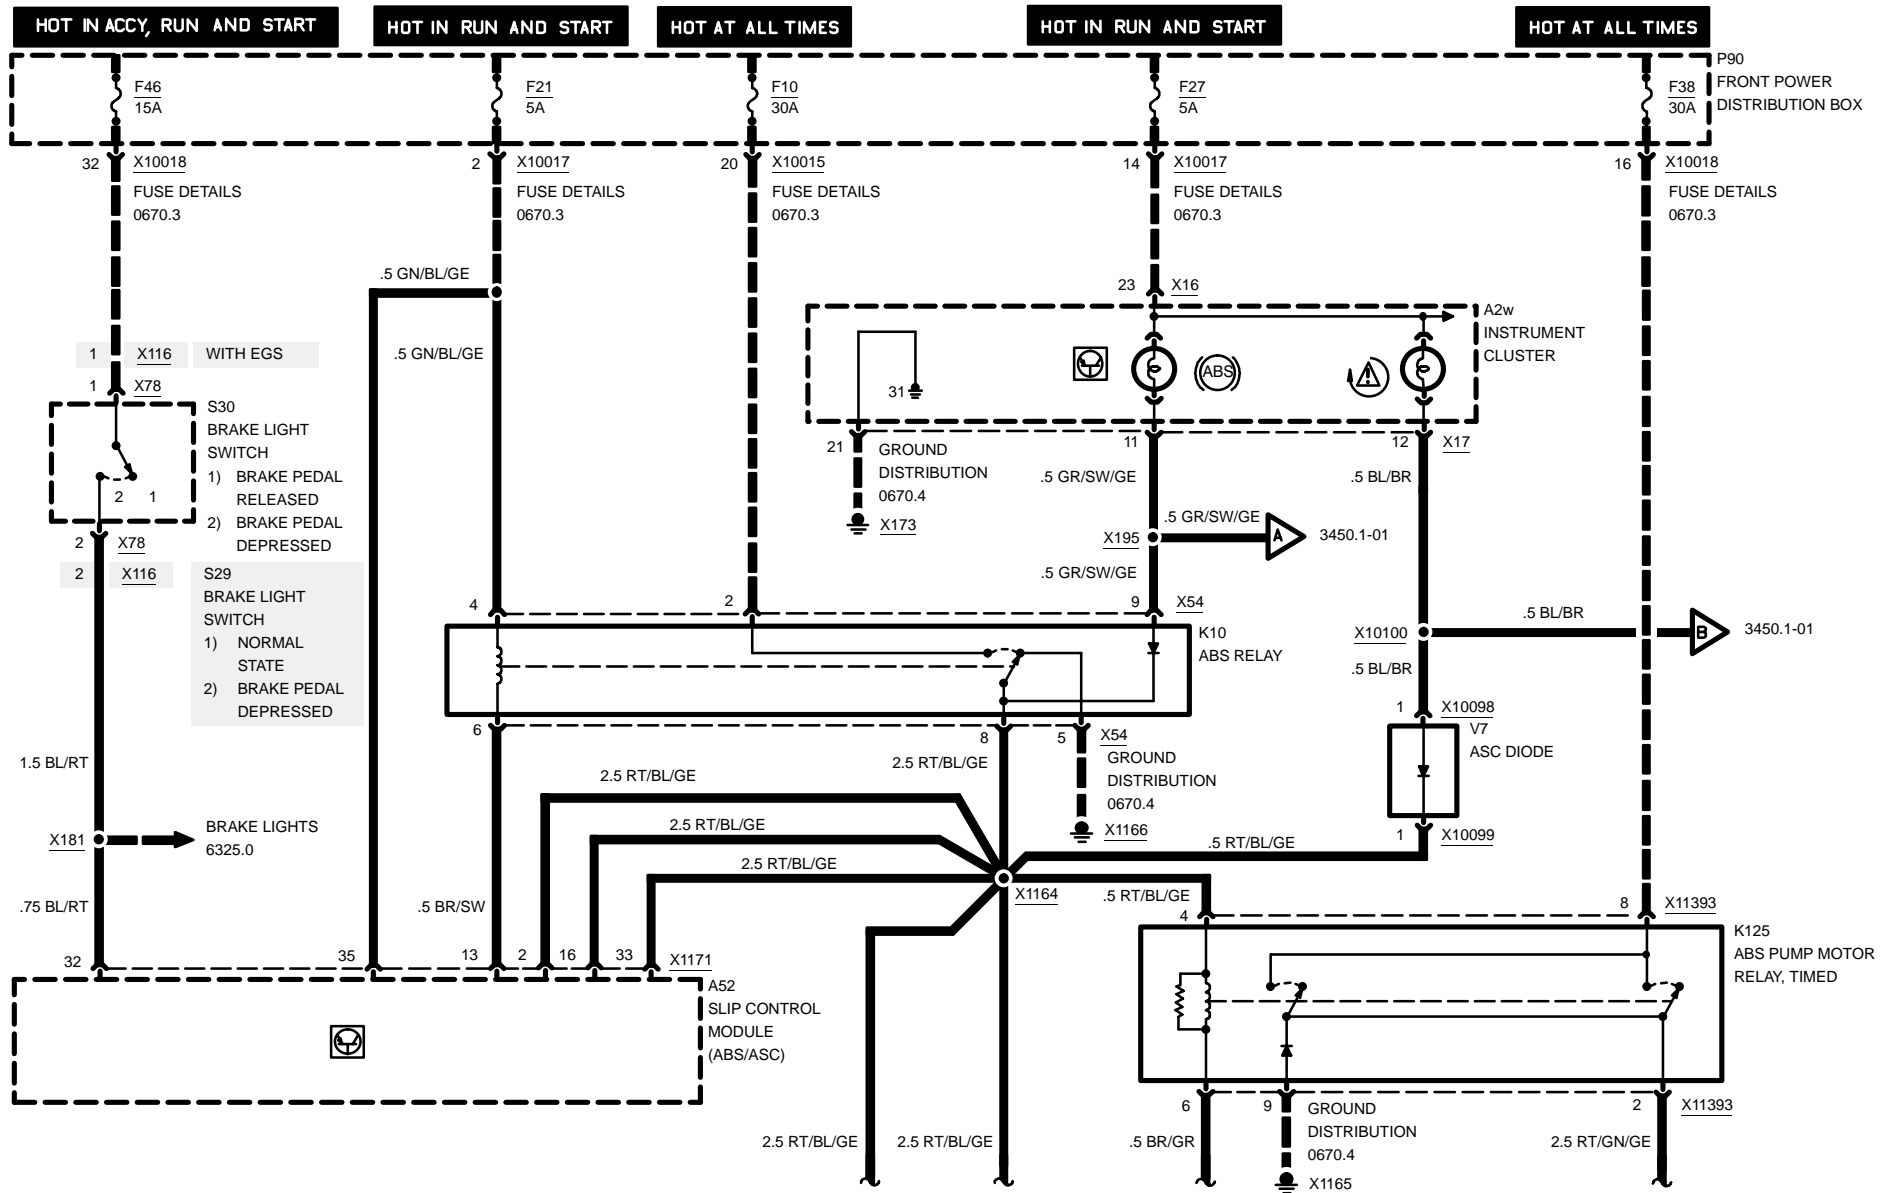 HOT IN ACCY, RUN AND START
HOT IN RUN AND START
HOT AT ALL TIMES
HOT IN RUN AND START
HOT AT ALL TIMES
P90
FRONT POWER
DISTRIBUTION BOX
F46
15A
F21
5A
F10
30A
F27
5A
F38
30A
32 X10018
FUSE DETAILS
0670.3
2 X10017
FUSE DETAILS
0670.3
20 X10015
FUSE DETAILS
0670.3
14 X10017
FUSE DETAILS
0670.3
16 X10018
FUSE DETAILS
0670.3
.5 GN/BL/GE
.5 GN/BL/GE
23 X16
A2w
INSTRUMENT
CLUSTER
ABS
31
1 X116 WITH EGS
1 X78
S30
BRAKE LIGHT
SWITCH
1) BRAKE PEDAL
RELEASED
2) BRAKE PEDAL
DEPRESSED
2 1
2 X78
2 X116
S29
BRAKE LIGHT
SWITCH
1) NORMAL
STATE
2) BRAKE PEDAL
DEPRESSED
21
GROUND
DISTRIBUTION
0670.4
X173
11
12 X17
.5 GR/SW/GE
.5 BL/BR
X195
.5 GR/SW/GE
A
3450.1-01
.5 GR/SW/GE
4
2
9 X54
K10
ABS RELAY
X10100
.5 BL/BR
B
3450.1-01
.5 BL/BR
1 X10098
V7
ASC DIODE
1 X10099
6
8
5 X54
GROUND
DISTRIBUTION
0670.4
X1166
1.5 BL/RT
X181
BRAKE LIGHTS
6325.0
.75 BL/RT
2.5 RT/BL/GE
2.5 RT/BL/GE
2.5 RT/BL/GE
2.5 RT/BL/GE
.5 RT/BL/GE
X1164
.5 RT/BL/GE
.5 BR/SW
4
8 X11393
K125
ABS PUMP MOTOR
RELAY, TIMED
32
35
13
2
16
33
X1171
A52
SLIP CONTROL
MODULE
(ABS/ASC)
6
9
2 X11393
GROUND
DISTRIBUTION
0670.4
X1165
2.5 RT/BL/GE
2.5 RT/BL/GE
.5 BR/GR
2.5 RT/GN/GE